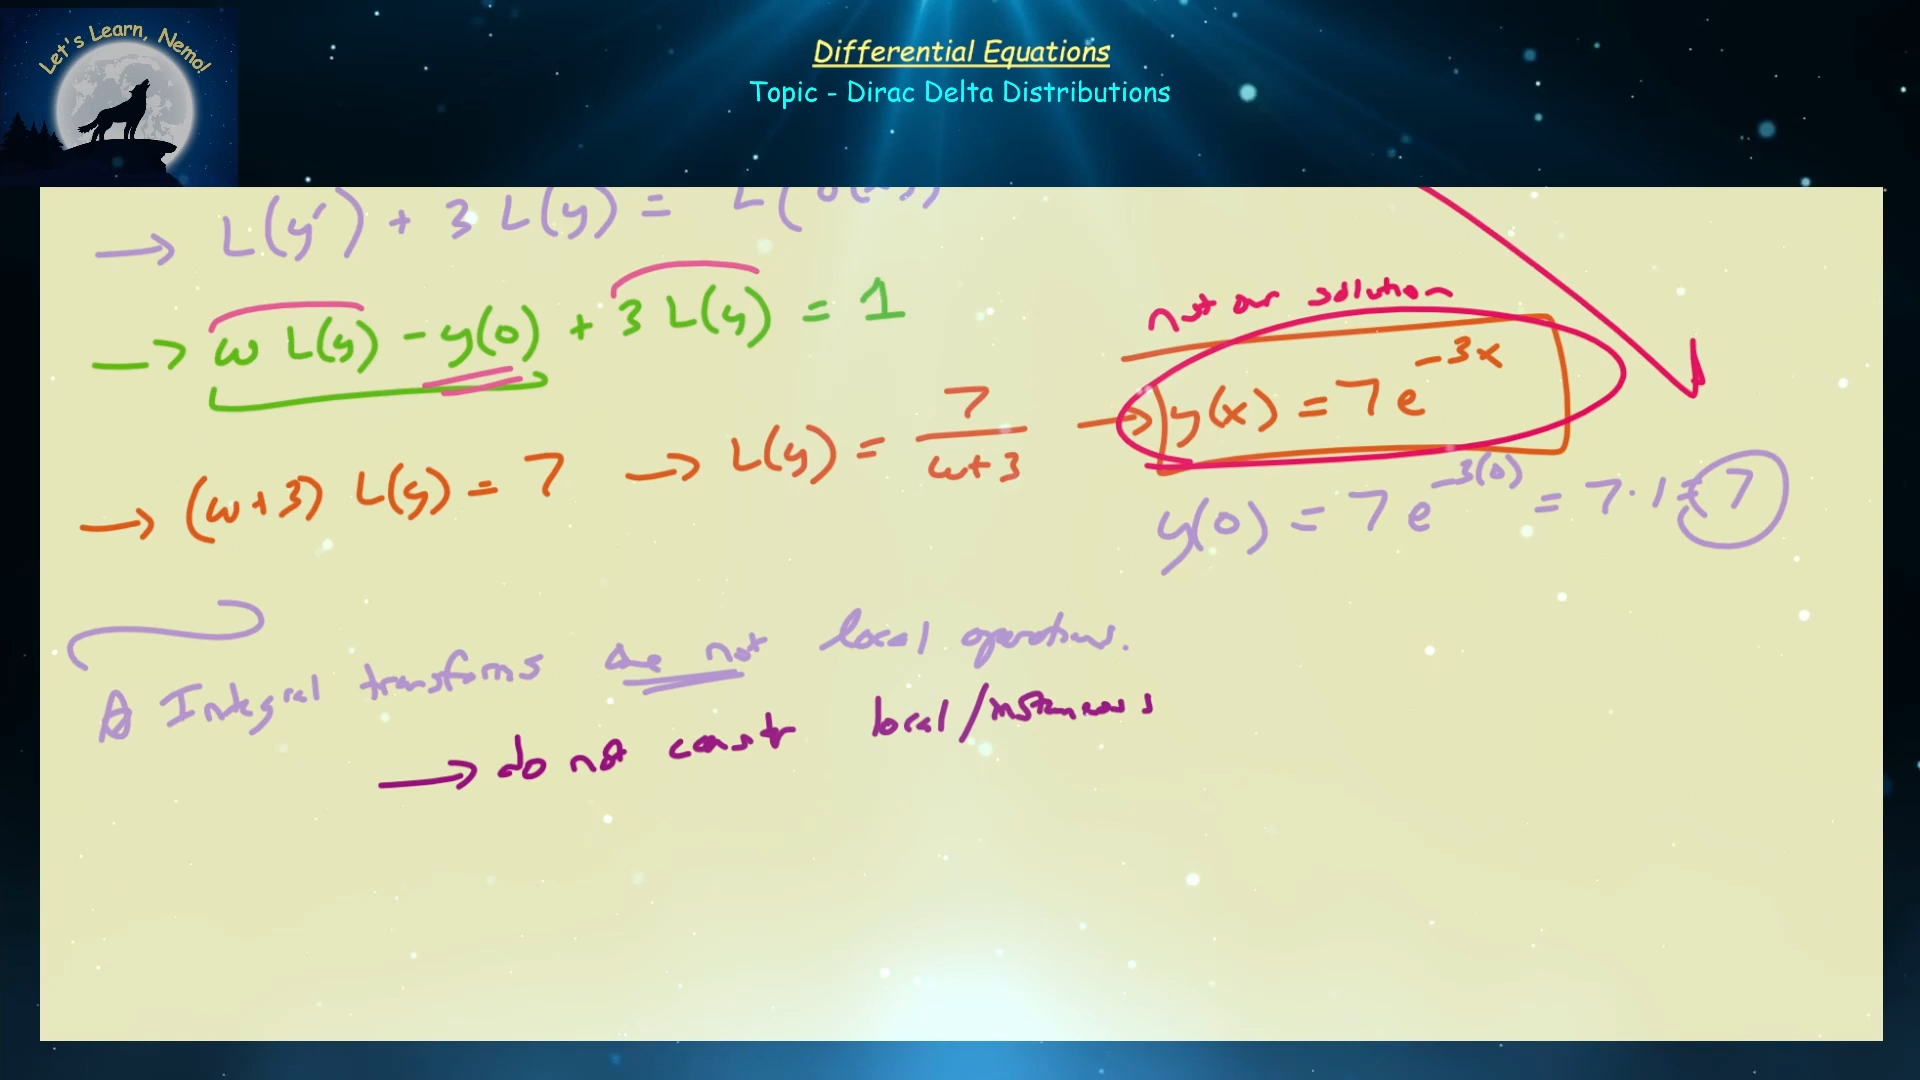 Let's Learn, Nemo!
Differential Equations
Topic - Dirac Delta Distributions
→ L(y') + 3 L(y) = L(
→ ω L(y) - y(0) + 3 L(y) = 1
not our solution
→ (ω+3) L(y) = 7 → L(y) = 7/(ω+3) → y(x) = 7e^{-3x}
y(0) = 7e^{-3(0)} = 7·1 = 7
Integral transforms are not local operations.
→ do not local/